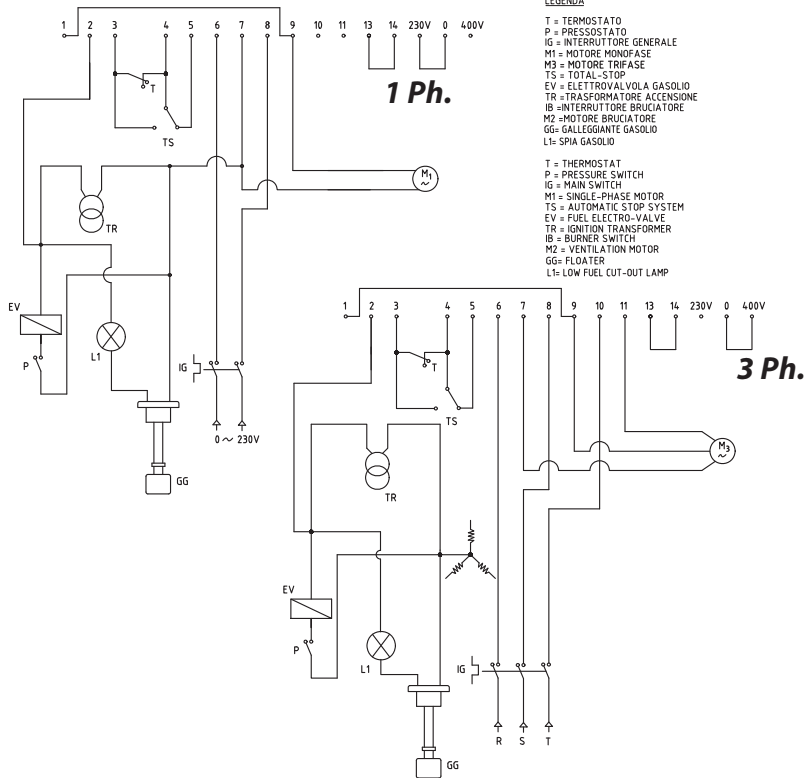 LEGENDA
1 2 3 4 5 6 7 8 9 10 11 13 14 230V 0 400V
1 Ph.
T = TERMOSTATO
P = PRESSOSTATO
IG = INTERRUTTORE GENERALE
M1 = MOTORE MONOFASE
M3 = MOTORE TRIFASE
TS = TOTAL-STOP
EV = ELETTROVALVOLA GASOLIO
TR =TRASFORMATORE ACCENSIONE
IB =INTERRUTTORE BRUCIATORE
M2 =MOTORE BRUCIATORE
GG= GALLEGGIANTE GASOLIO
L1= SPIA GASOLIO
T = THERMOSTAT
P = PRESSURE SWITCH
IG = MAIN SWITCH
M1 = SINGLE-PHASE MOTOR
TS = AUTOMATIC STOP SYSTEM
EV = FUEL ELECTRO-VALVE
TR = IGNITION TRANSFORMER
IB = BURNER SWITCH
M2 = VENTILATION MOTOR
GG= FLOATER
L1= LOW FUEL CUT-OUT LAMP
T
TS
M1
~
TR
EV
P
L1
IG
0 ~ 230V
GG
1 2 3 4 5 6 7 8 9 10 11 13 14 230V 0 400V
3 Ph.
T
TS
M3
~
TR
EV
P
L1
IG
R S T
GG